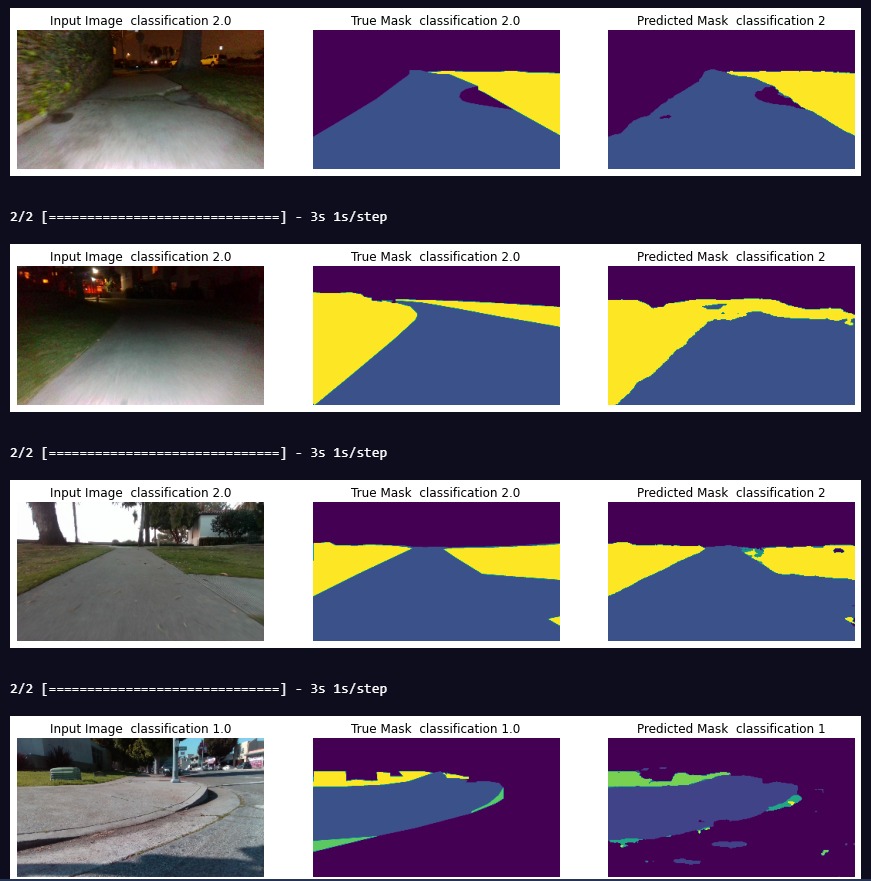 Input Image  classification 2.0 True Mask  classification 2.0 Predicted Mask  classification 2
2/2 [==============================] - 3s 1s/step
Input Image  classification 2.0 True Mask  classification 2.0 Predicted Mask  classification 2
2/2 [==============================] - 3s 1s/step
Input Image  classification 2.0 True Mask  classification 2.0 Predicted Mask  classification 2
2/2 [==============================] - 3s 1s/step
Input Image  classification 1.0 True Mask  classification 1.0 Predicted Mask  classification 1